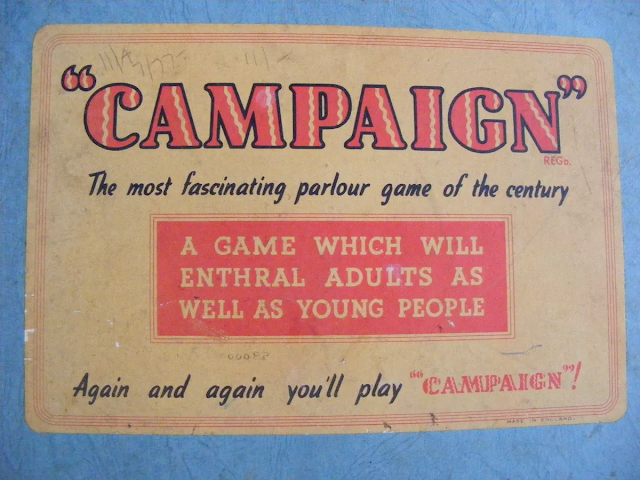 "CAMPAIGN"
REGD.
The most fascinating parlour game of the century
A GAME WHICH WILL
ENTHRAL ADULTS AS
WELL AS YOUNG PEOPLE
Again and again you'll play "CAMPAIGN"!
MADE IN ENGLAND